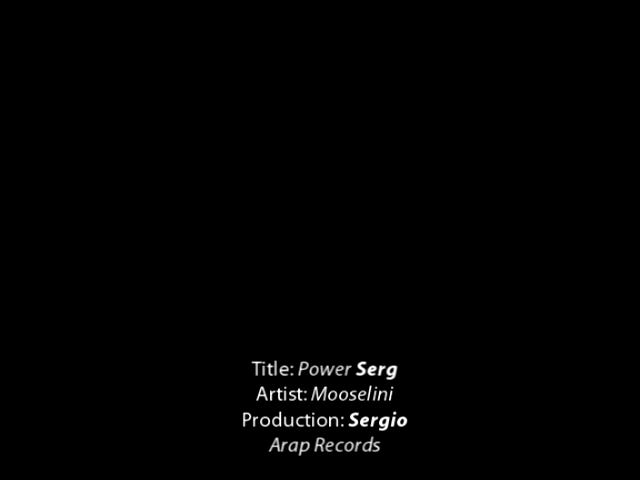 Title: Power Serg
Artist: Mooselini
Production: Sergio
Arap Records